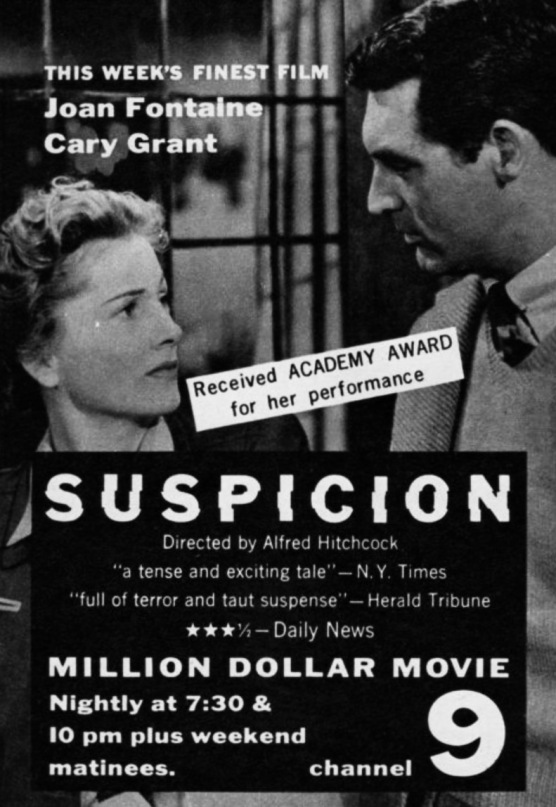 THIS WEEK'S FINEST FILM
Joan Fontaine
Cary Grant
Received ACADEMY AWARD
for her performance
SUSPICION
Directed by Alfred Hitchcock
"a tense and exciting tale"—N.Y. Times
"full of terror and taut suspense"—Herald Tribune
★★★½—Daily News
MILLION DOLLAR MOVIE
Nightly at 7:30 &
10 pm plus weekend
matinees.
channel 9